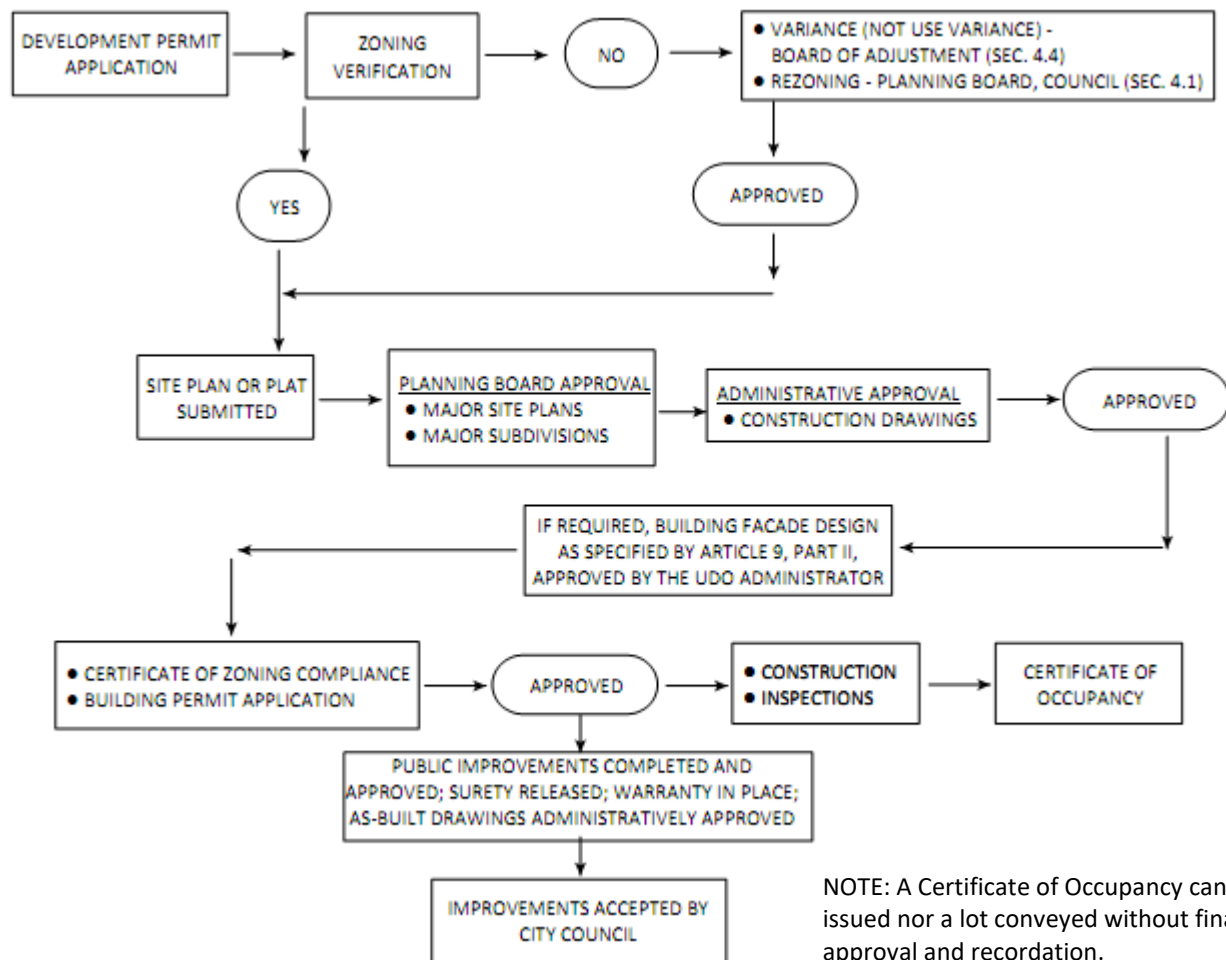 DEVELOPMENT PERMIT
APPLICATION
ZONING
VERIFICATION
NO
● VARIANCE (NOT USE VARIANCE) -
BOARD OF ADJUSTMENT (SEC. 4.4)
● REZONING - PLANNING BOARD, COUNCIL (SEC. 4.1)
YES
APPROVED
SITE PLAN OR PLAT
SUBMITTED
PLANNING BOARD APPROVAL
● MAJOR SITE PLANS
● MAJOR SUBDIVISIONS
ADMINISTRATIVE APPROVAL
● CONSTRUCTION DRAWINGS
APPROVED
IF REQUIRED, BUILDING FACADE DESIGN
AS SPECIFIED BY ARTICLE 9, PART II,
APPROVED BY THE UDO ADMINISTRATOR
● CERTIFICATE OF ZONING COMPLIANCE
● BUILDING PERMIT APPLICATION
APPROVED
● CONSTRUCTION
● INSPECTIONS
CERTIFICATE OF
OCCUPANCY
PUBLIC IMPROVEMENTS COMPLETED AND
APPROVED; SURETY RELEASED; WARRANTY IN PLACE;
AS-BUILT DRAWINGS ADMINISTRATIVELY APPROVED
IMPROVEMENTS ACCEPTED BY
CITY COUNCIL
NOTE: A Certificate of Occupancy can
issued nor a lot conveyed without fina
approval and recordation.